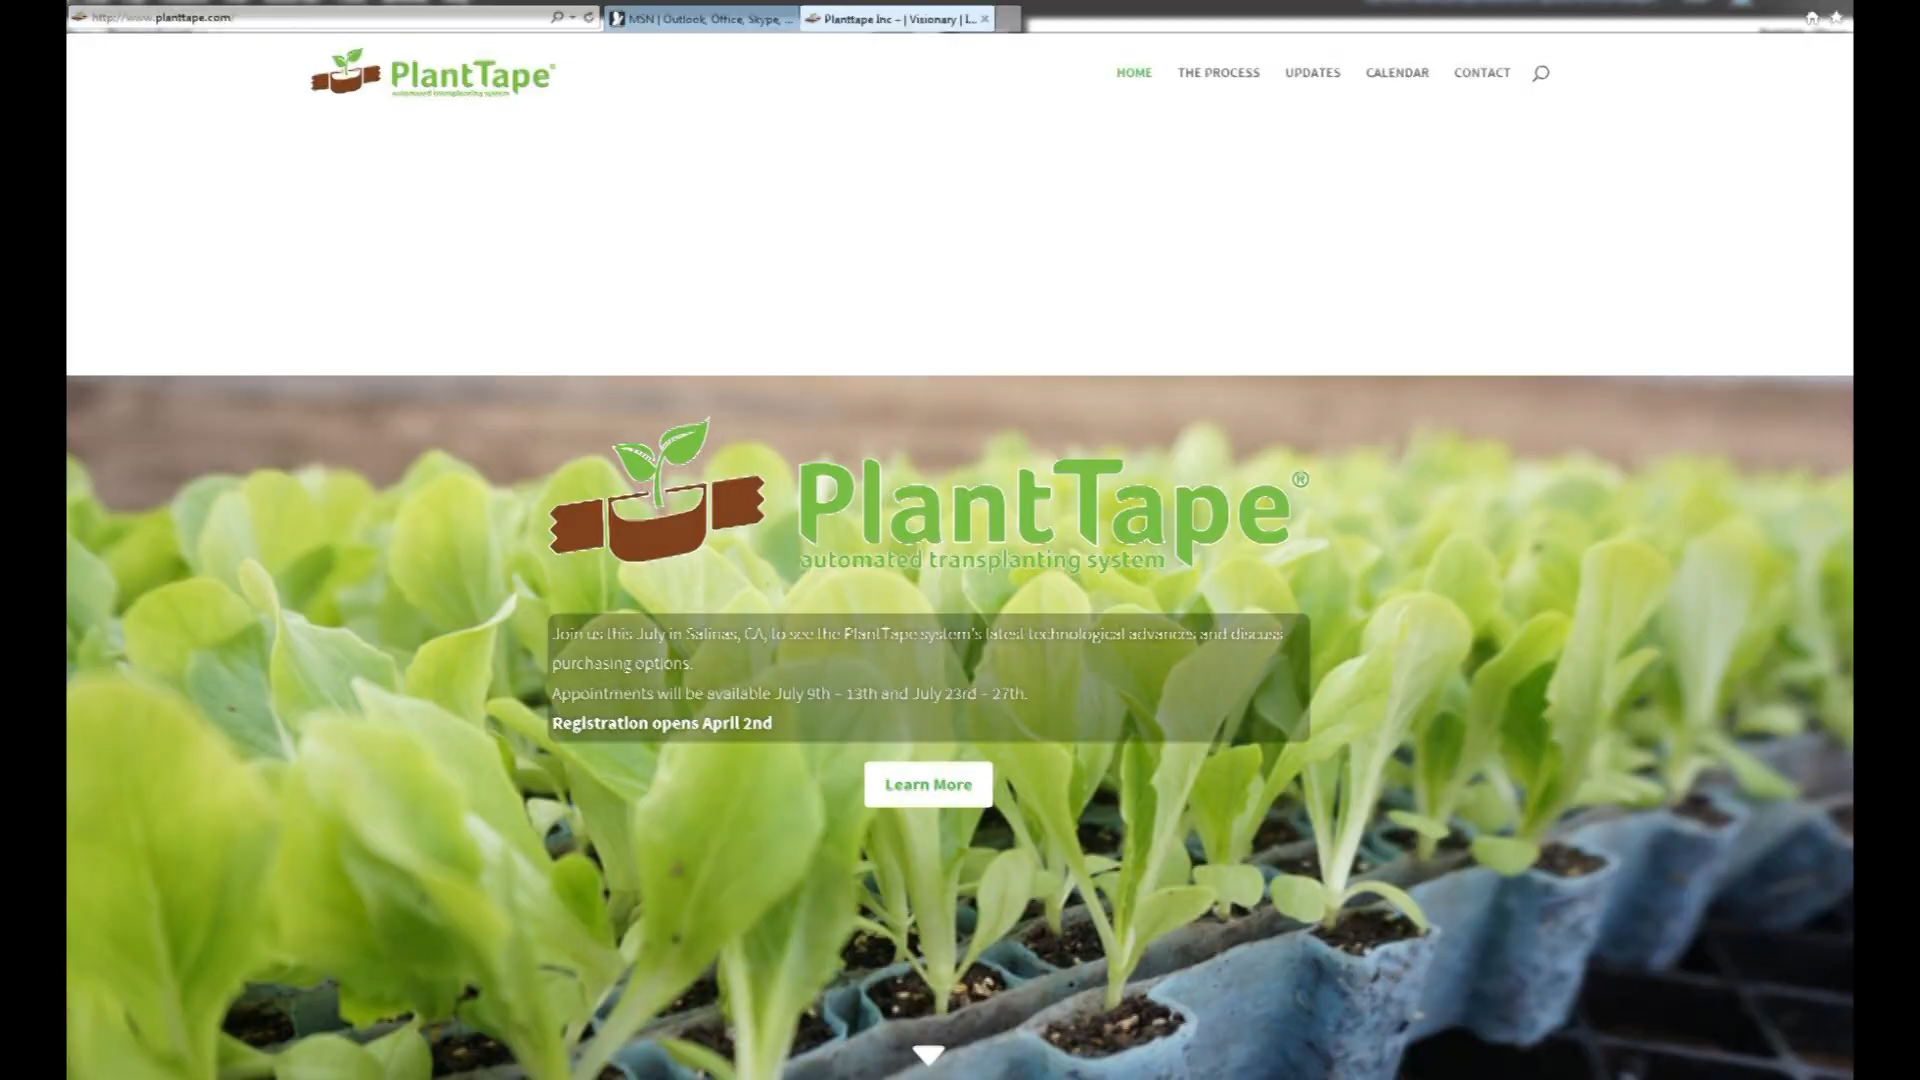 http://www.planttape.com/
MSN | Outlook, Office, Skype, ...
Planttape Inc – | Visionary | I...
PlantTape®
automated transplanting system
HOME THE PROCESS UPDATES CALENDAR CONTACT
PlantTape®
automated transplanting system
Join us this July in Salinas, CA, to see the PlantTape system's latest technological advances and discuss
purchasing options.
Appointments will be available July 9th – 13th and July 23rd – 27th.
Registration opens April 2nd
Learn More